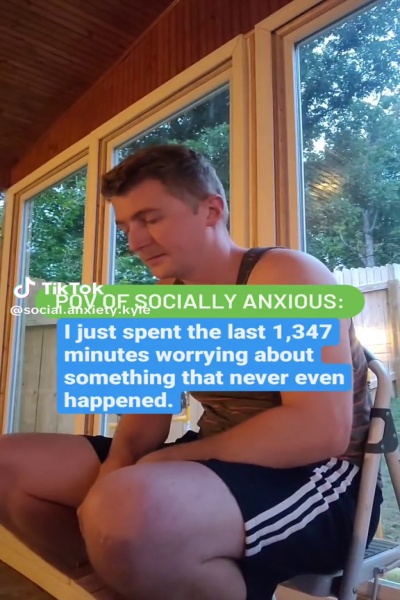 TikTok
@social.anxiety.kyle
POV OF SOCIALLY ANXIOUS:
I just spent the last 1,347
minutes worrying about
something that never even
happened.